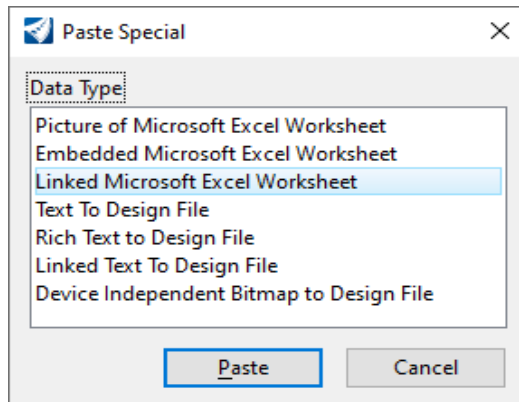 Paste Special
Data Type
Picture of Microsoft Excel Worksheet
Embedded Microsoft Excel Worksheet
Linked Microsoft Excel Worksheet
Text To Design File
Rich Text to Design File
Linked Text To Design File
Device Independent Bitmap to Design File
Paste Cancel